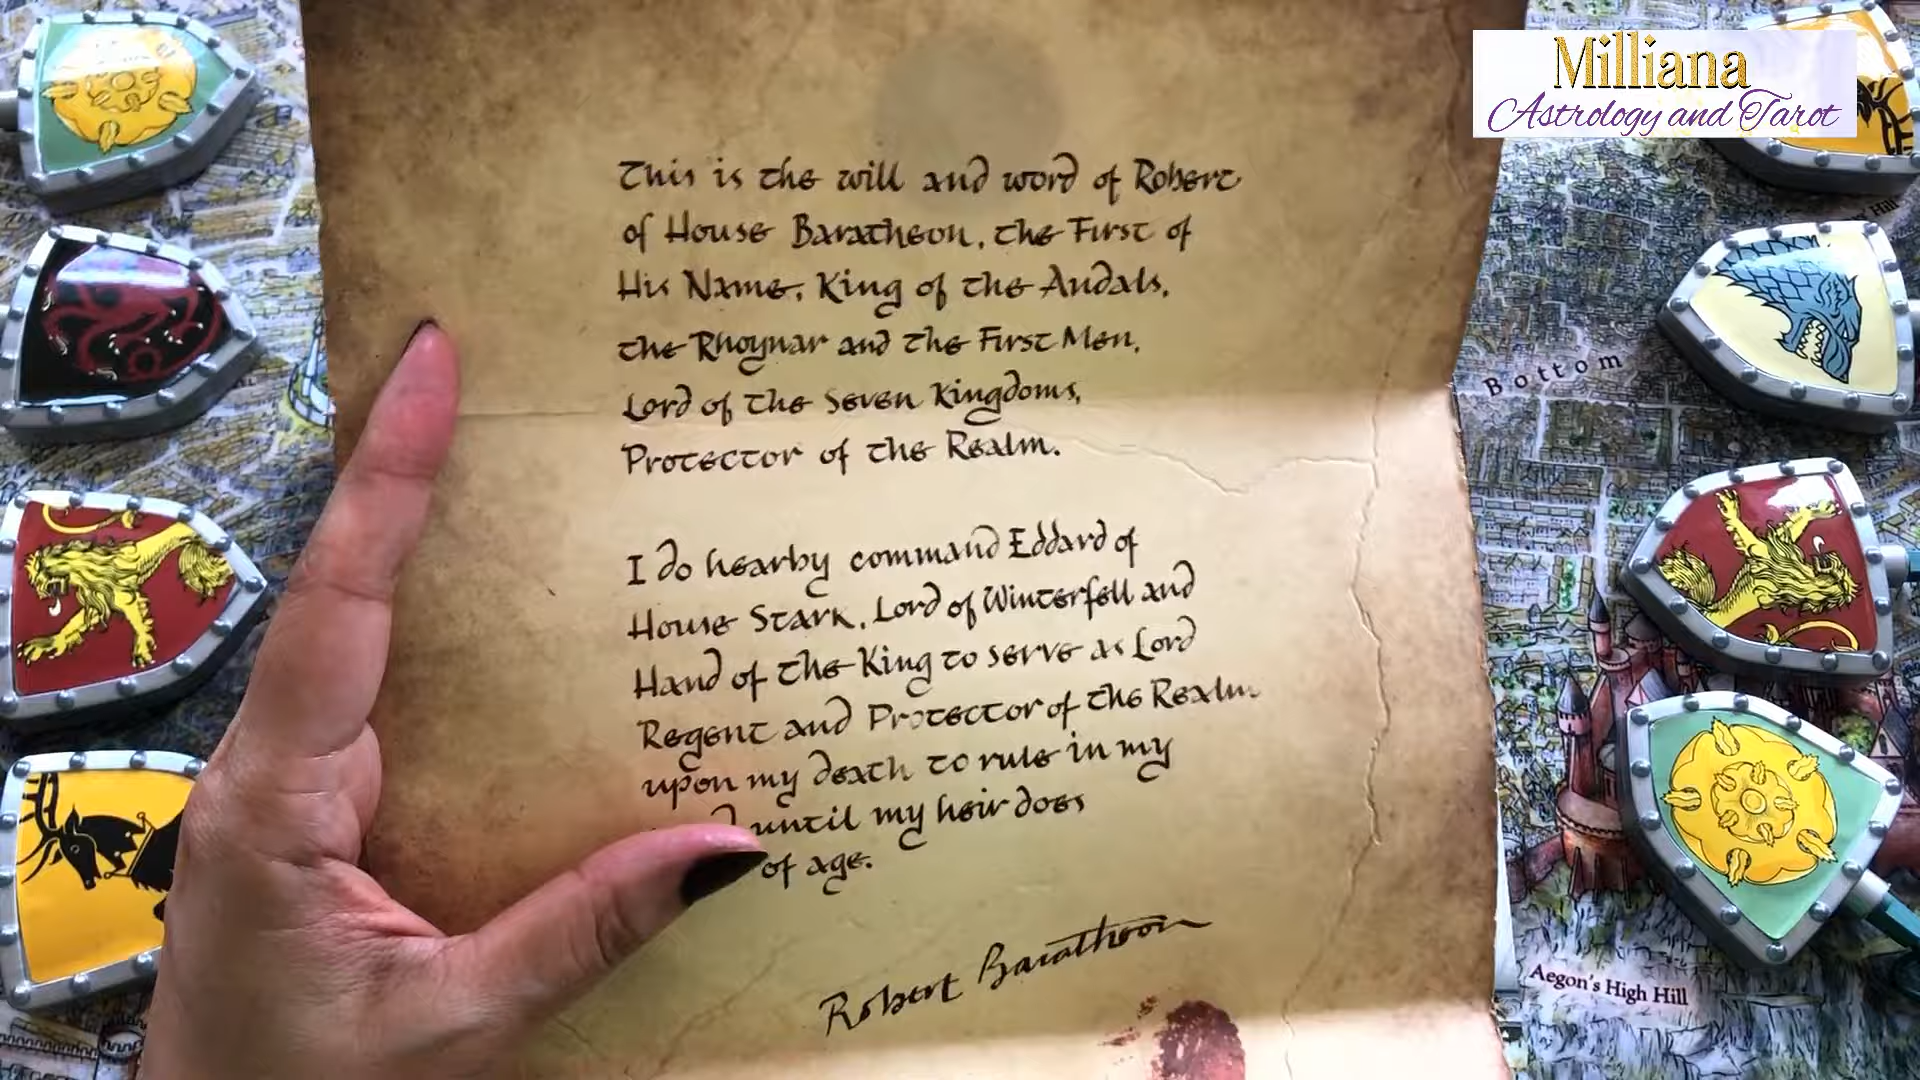 Milliana
Astrology and Tarot
This is the will and word of Robert
of House Baratheon, the First of
His Name, King of the Andals,
the Rhoynar and the First Men,
Lord of the Seven Kingdoms,
Protector of the Realm.
I do hearby command Eddard of
House Stark, Lord of Winterfell and
Hand of the King to serve as Lord
Regent and Protector of the Realm
upon my death to rule in my
until my heir does
of age.
Robert Baratheon
Bottom
Hill
Aegon's High Hill